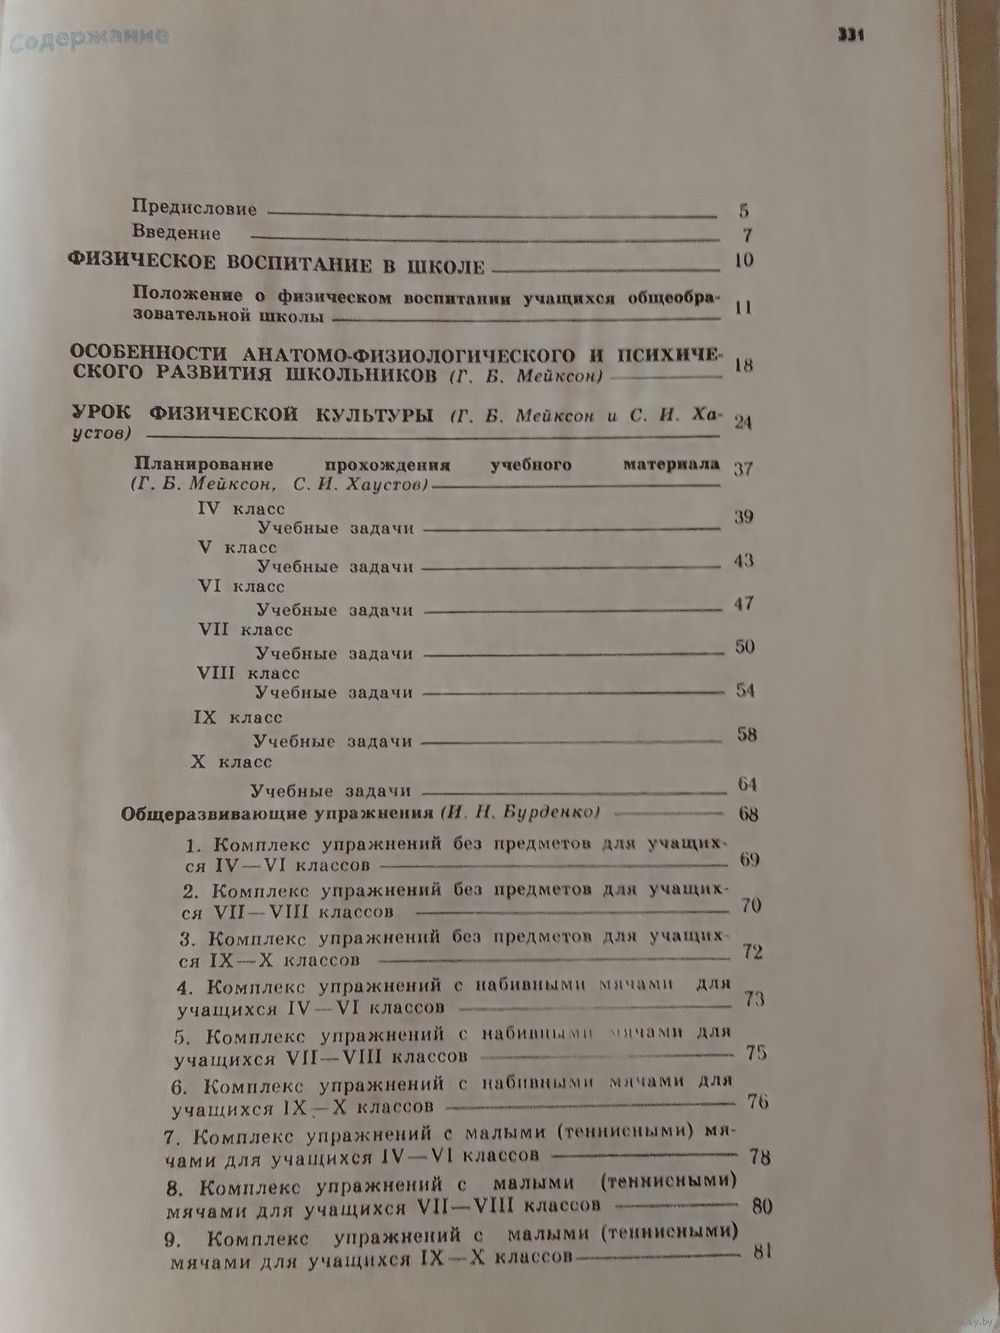 Содержание
331
Предисловие 5
Введение 7
ФИЗИЧЕСКОЕ ВОСПИТАНИЕ В ШКОЛЕ 10
Положение о физическом воспитании учащихся общеобра-
зовательной школы 11
ОСОБЕННОСТИ АНАТОМО-ФИЗИОЛОГИЧЕСКОГО И ПСИХИЧЕ-
СКОГО РАЗВИТИЯ ШКОЛЬНИКОВ (Г. Б. Мейксон) 18
УРОК ФИЗИЧЕСКОЙ КУЛЬТУРЫ (Г. Б. Мейксон и С. И. Ха-
устов) 24
Планирование прохождения учебного материала
(Г. Б. Мейксон, С. И. Хаустов) 37
IV класс
Учебные задачи 39
V класс
Учебные задачи 43
VI класс
Учебные задачи 47
VII класс
Учебные задачи 50
VIII класс
Учебные задачи 54
IX класс
Учебные задачи 58
X класс
Учебные задачи 64
Общеразвивающие упражнения (И. Н. Бурденко) 68
1. Комплекс упражнений без предметов для учащих-
ся IV—VI классов 69
2. Комплекс упражнений без предметов для учащих-
ся VII—VIII классов 70
3. Комплекс упражнений без предметов для учащих-
ся IX—X классов 72
4. Комплекс упражнений с набивными мячами для
учащихся IV—VI классов 73
5. Комплекс упражнений с набивными мячами для
учащихся VII—VIII классов 75
6. Комплекс упражнений с набивными мячами для
учащихся IX—X классов 76
7. Комплекс упражнений с малыми (теннисными) мя-
чами для учащихся IV—VI классов 78
8. Комплекс упражнений с малыми (теннисными)
мячами для учащихся VII—VIII классов 80
9. Комплекс упражнений с малыми (теннисными)
мячами для учащихся IX—X классов 81